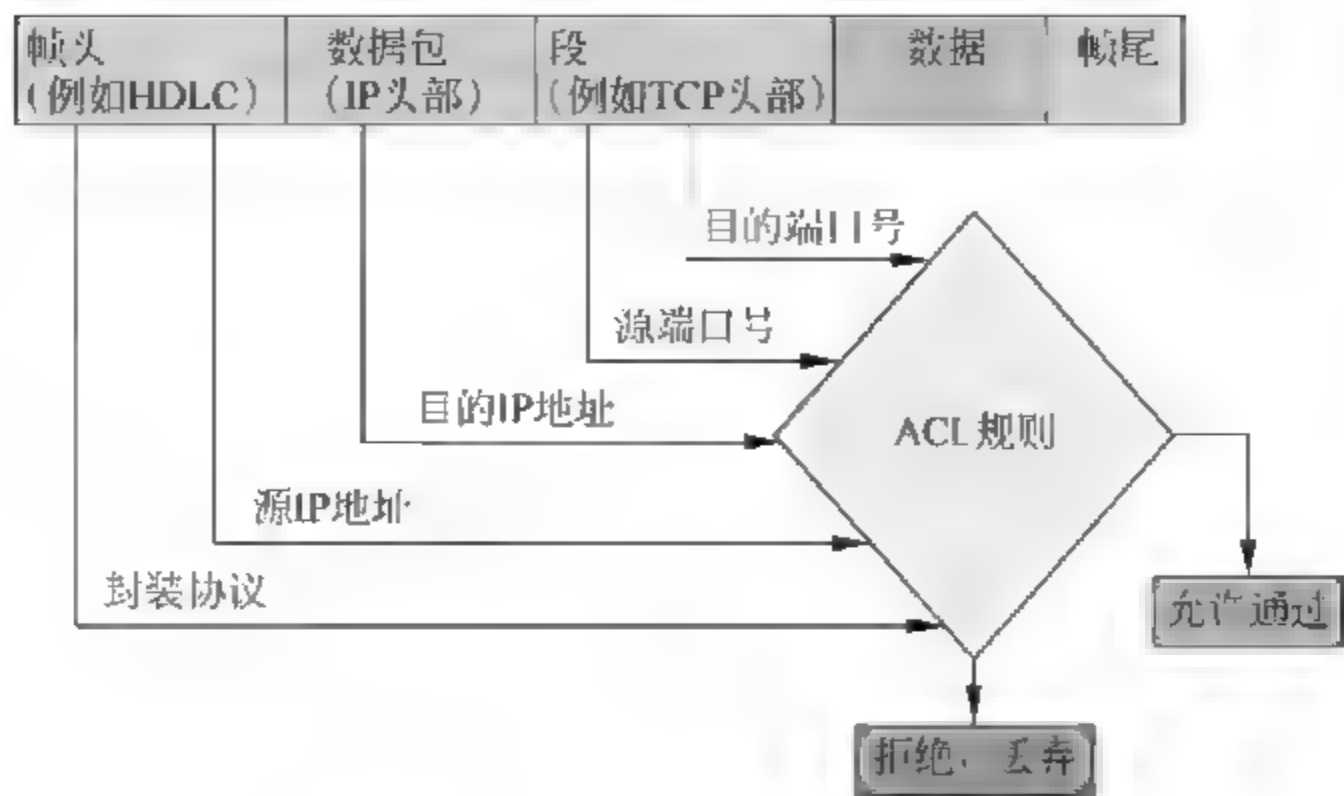 帧头
（例如HDLC）
数据包
（IP头部）
段
（例如TCP头部）
数据
帧尾
目的端口号
源端口号
目的IP地址
ACL规则
源IP地址
封装协议
允许通过
拒绝、丢弃